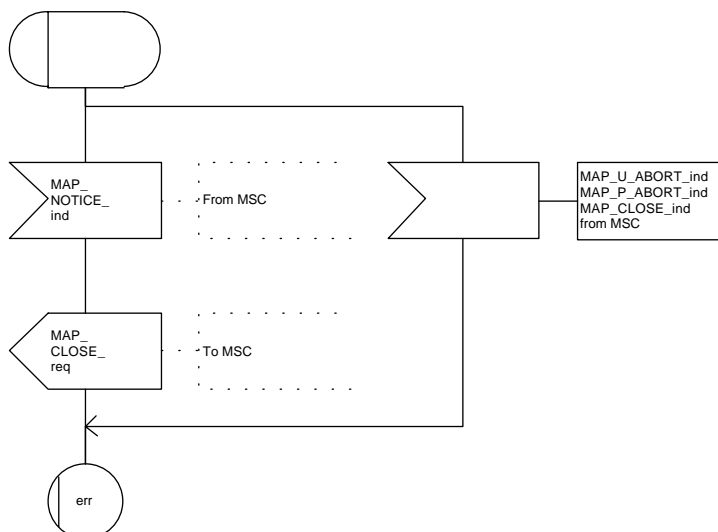 MAP_
NOTICE_
ind
From MSC
MAP_U_ABORT_ind
MAP_P_ABORT_ind
MAP_CLOSE_ind
from MSC
MAP_
CLOSE_
req
To MSC
err